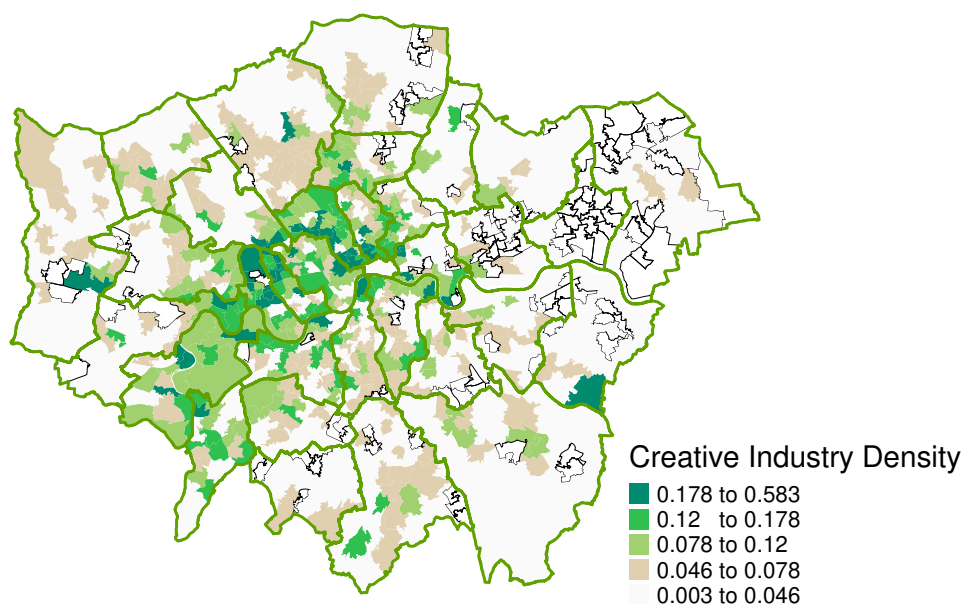 Creative Industry Density
0.178 to 0.583
0.12 to 0.178
0.078 to 0.12
0.046 to 0.078
0.003 to 0.046